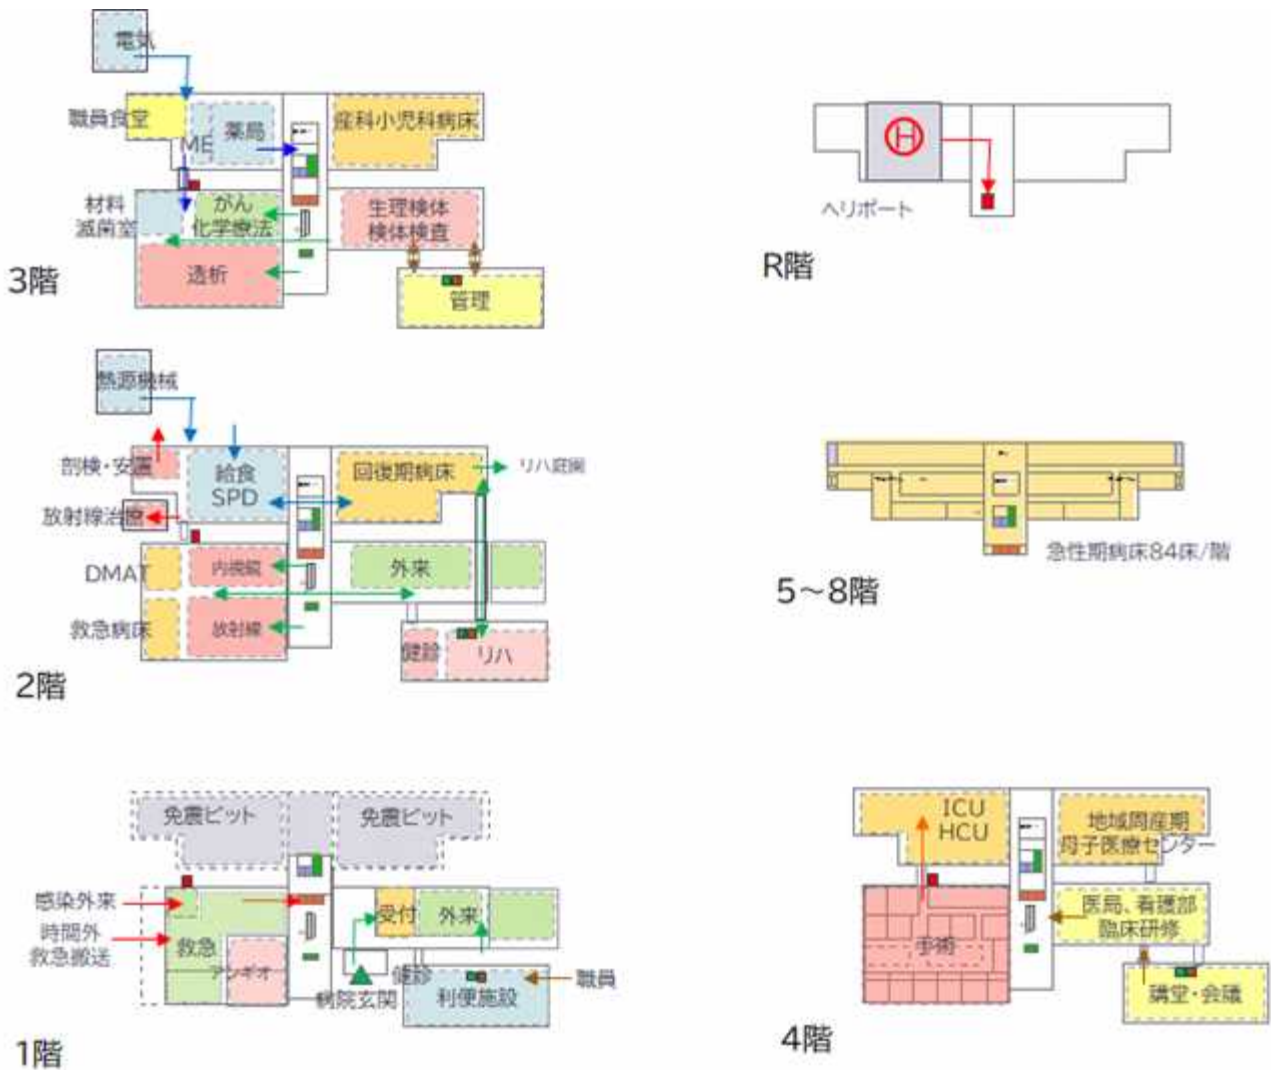 電気
職員食堂
ME
薬局
産科小児科病床
材料
滅菌室
がん
化学療法
生理検体
検体検査
透析
管理
3階
熱源機械
剖検・安置
給食
SPD
回復期病床
リハ庭園
放射線治療
DMAT
内視鏡
外来
救急病床
放射線
健診
リハ
2階
免震ピット
免震ピット
感染外来
時間外
救急搬送
救急
アンギオ
受付
外来
病院玄関
健診
利便施設
職員
1階
H
ヘリポート
R階
急性期病床84床/階
5～8階
ICU
HCU
地域周産期
母子医療センター
手術
医局、看護部
臨床研修
講堂・会議
4階